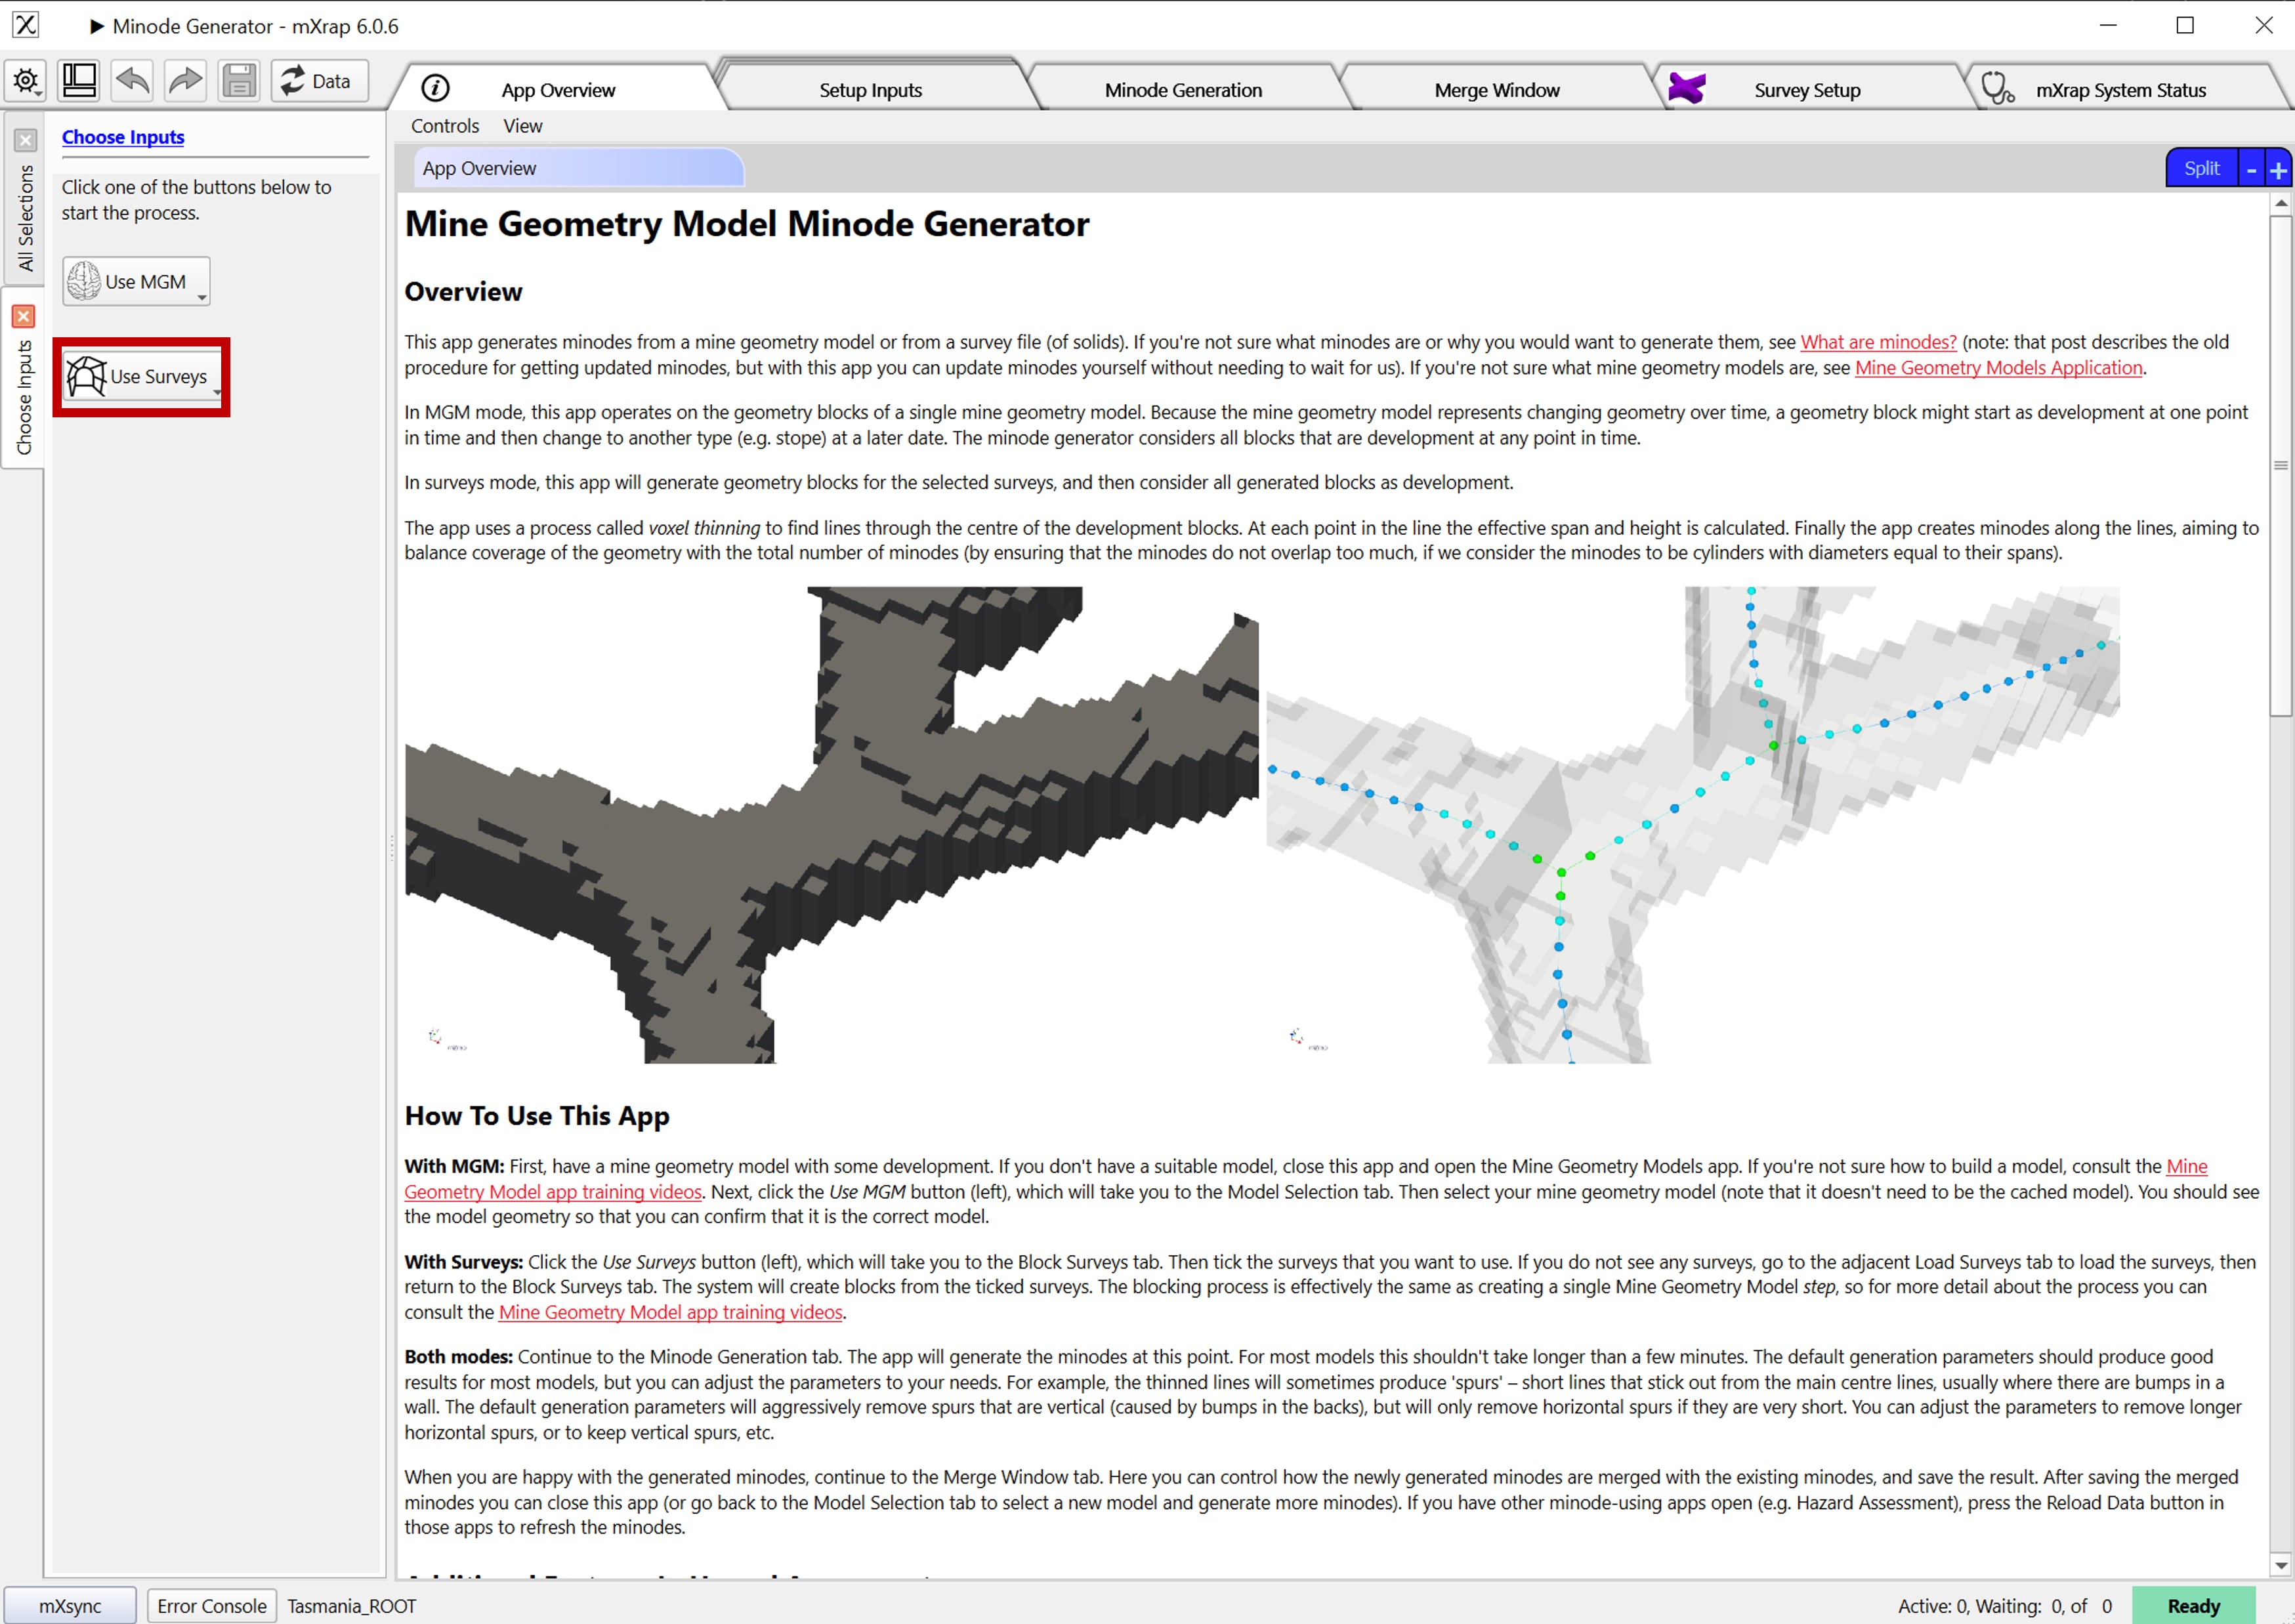 Minode Generator - mXrap 6.0.6
Data
App Overview
Setup Inputs
Minode Generation
Merge Window
Survey Setup
mXrap System Status
All Selections
Choose Inputs
Choose Inputs
Click one of the buttons below to
start the process.
Use MGM
Use Surveys
Controls View
App Overview
Split - +
Mine Geometry Model Minode Generator
Overview
This app generates minodes from a mine geometry model or from a survey file (of solids). If you're not sure what minodes are or why you would want to generate them, see What are minodes? (note: that post describes the old
procedure for getting updated minodes, but with this app you can update minodes yourself without needing to wait for us). If you're not sure what mine geometry models are, see Mine Geometry Models Application.
In MGM mode, this app operates on the geometry blocks of a single mine geometry model. Because the mine geometry model represents changing geometry over time, a geometry block might start as development at one point
in time and then change to another type (e.g. stope) at a later date. The minode generator considers all blocks that are development at any point in time.
In surveys mode, this app will generate geometry blocks for the selected surveys, and then consider all generated blocks as development.
The app uses a process called voxel thinning to find lines through the centre of the development blocks. At each point in the line the effective span and height is calculated. Finally the app creates minodes along the lines, aiming to
balance coverage of the geometry with the total number of minodes (by ensuring that the minodes do not overlap too much, if we consider the minodes to be cylinders with diameters equal to their spans).
How To Use This App
With MGM: First, have a mine geometry model with some development. If you don't have a suitable model, close this app and open the Mine Geometry Models app. If you're not sure how to build a model, consult the Mine
Geometry Model app training videos. Next, click the Use MGM button (left), which will take you to the Model Selection tab. Then select your mine geometry model (note that it doesn't need to be the cached model). You should see
the model geometry so that you can confirm that it is the correct model.
With Surveys: Click the Use Surveys button (left), which will take you to the Block Surveys tab. Then tick the surveys that you want to use. If you do not see any surveys, go to the adjacent Load Surveys tab to load the surveys, then
return to the Block Surveys tab. The system will create blocks from the ticked surveys. The blocking process is effectively the same as creating a single Mine Geometry Model step, so for more detail about the process you can
consult the Mine Geometry Model app training videos.
Both modes: Continue to the Minode Generation tab. The app will generate the minodes at this point. For most models this shouldn't take longer than a few minutes. The default generation parameters should produce good
results for most models, but you can adjust the parameters to your needs. For example, the thinned lines will sometimes produce 'spurs' – short lines that stick out from the main centre lines, usually where there are bumps in a
wall. The default generation parameters will aggressively remove spurs that are vertical (caused by bumps in the backs), but will only remove horizontal spurs if they are very short. You can adjust the parameters to remove longer
horizontal spurs, or to keep vertical spurs, etc.
When you are happy with the generated minodes, continue to the Merge Window tab. Here you can control how the newly generated minodes are merged with the existing minodes, and save the result. After saving the merged
minodes you can close this app (or go back to the Model Selection tab to select a new model and generate more minodes). If you have other minode-using apps open (e.g. Hazard Assessment), press the Reload Data button in
those apps to refresh the minodes.
mXsync
Error Console
Tasmania_ROOT
Active: 0, Waiting: 0, of 0
Ready